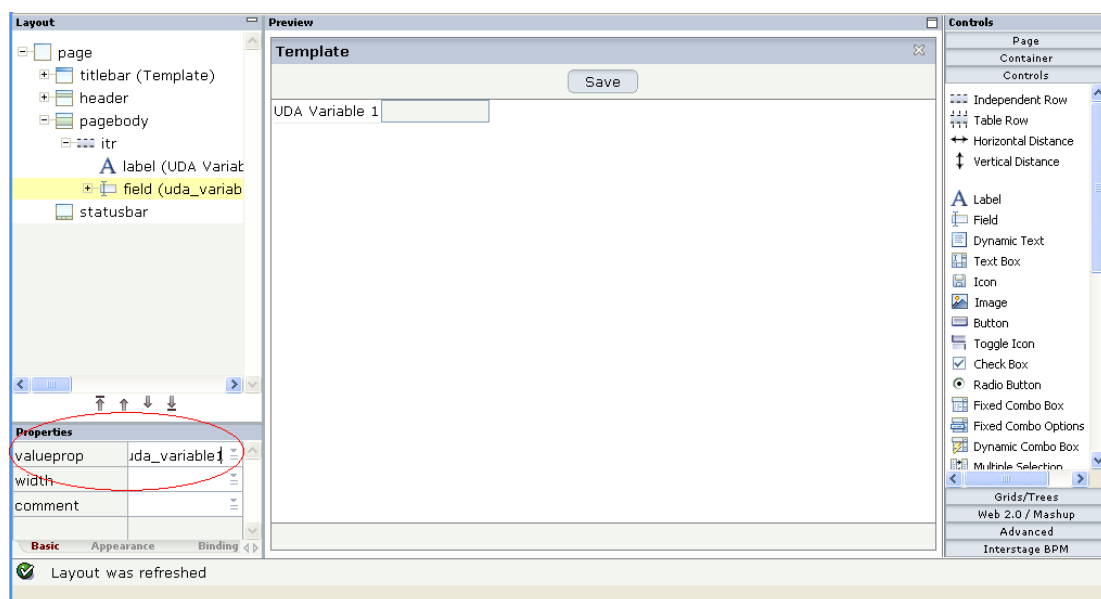 Layout
page
titlebar (Template)
header
pagebody
itr
A label (UDA Variab
field (uda_variab
statusbar
Properties
valueprop uda_variable1
width
comment
Basic Appearance Binding
Layout was refreshed
Preview
Template
Save
UDA Variable 1
Controls
Page
Container
Controls
Independent Row
Table Row
Horizontal Distance
Vertical Distance
A Label
Field
Dynamic Text
Text Box
Icon
Image
Button
Toggle Icon
Check Box
Radio Button
Fixed Combo Box
Fixed Combo Options
Dynamic Combo Box
Multiple Selection
Grids/Trees
Web 2.0 / Mashup
Advanced
Interstage BPM